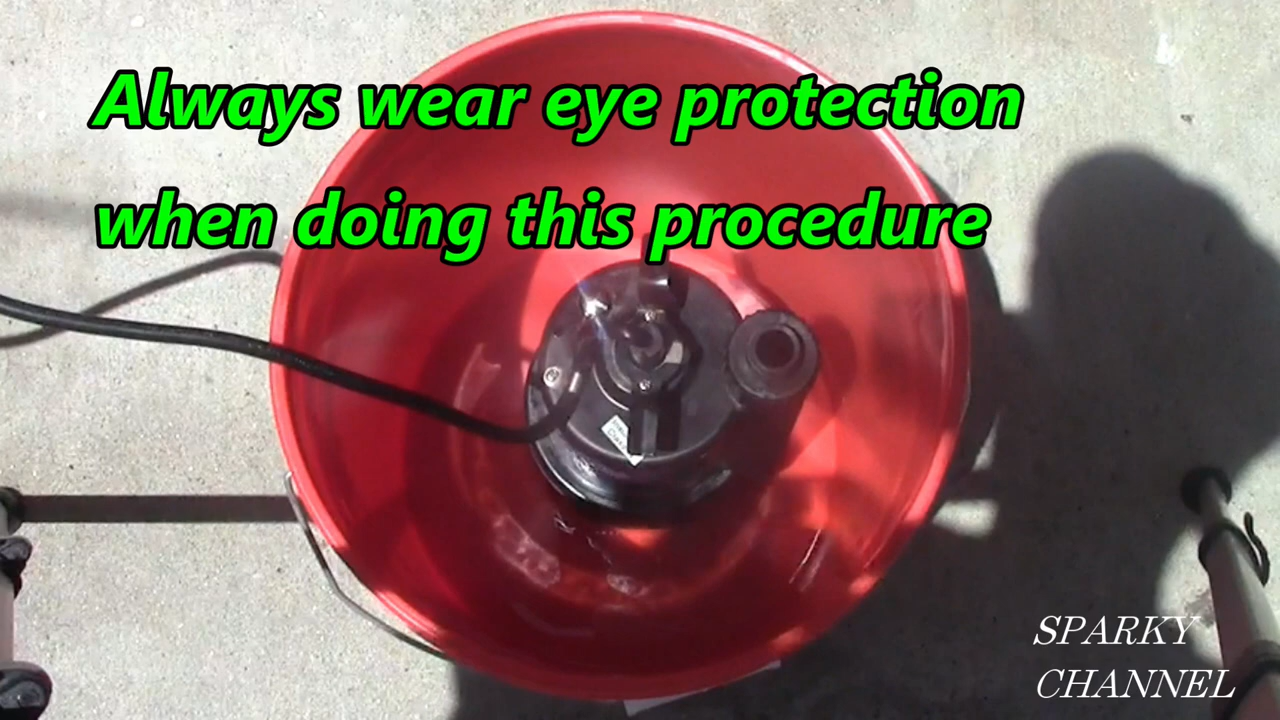 Always wear eye protection
when doing this procedure
SPARKY
CHANNEL